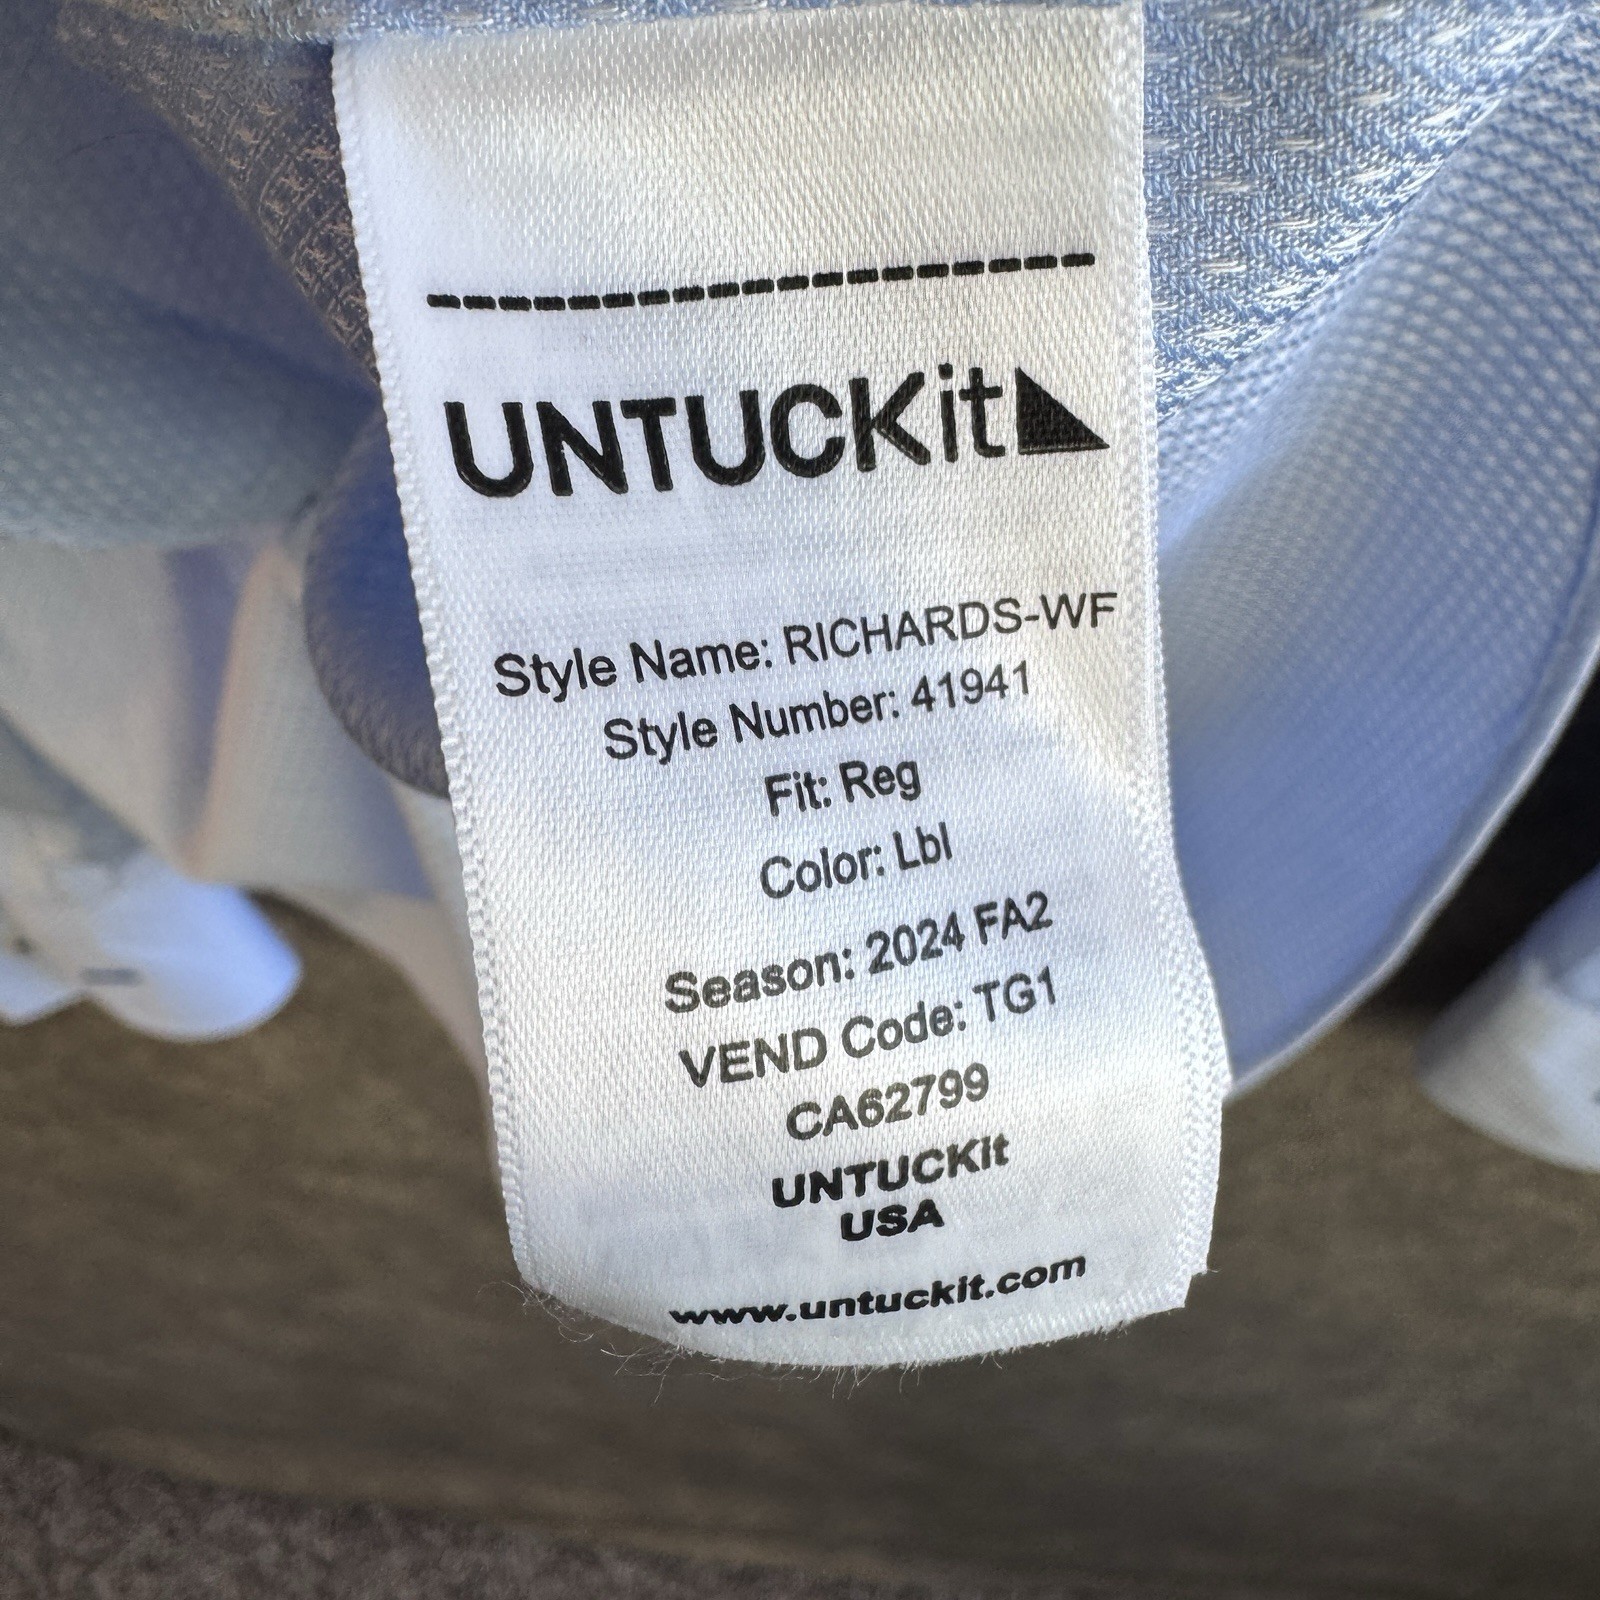 UNTUCKit
Style Name: RICHARDS-WF
Style Number: 41941
Fit: Reg
Color: Lbl
Season: 2024 FA2
VEND Code: TG1
CA62799
UNTUCKit
USA
www.untuckit.com